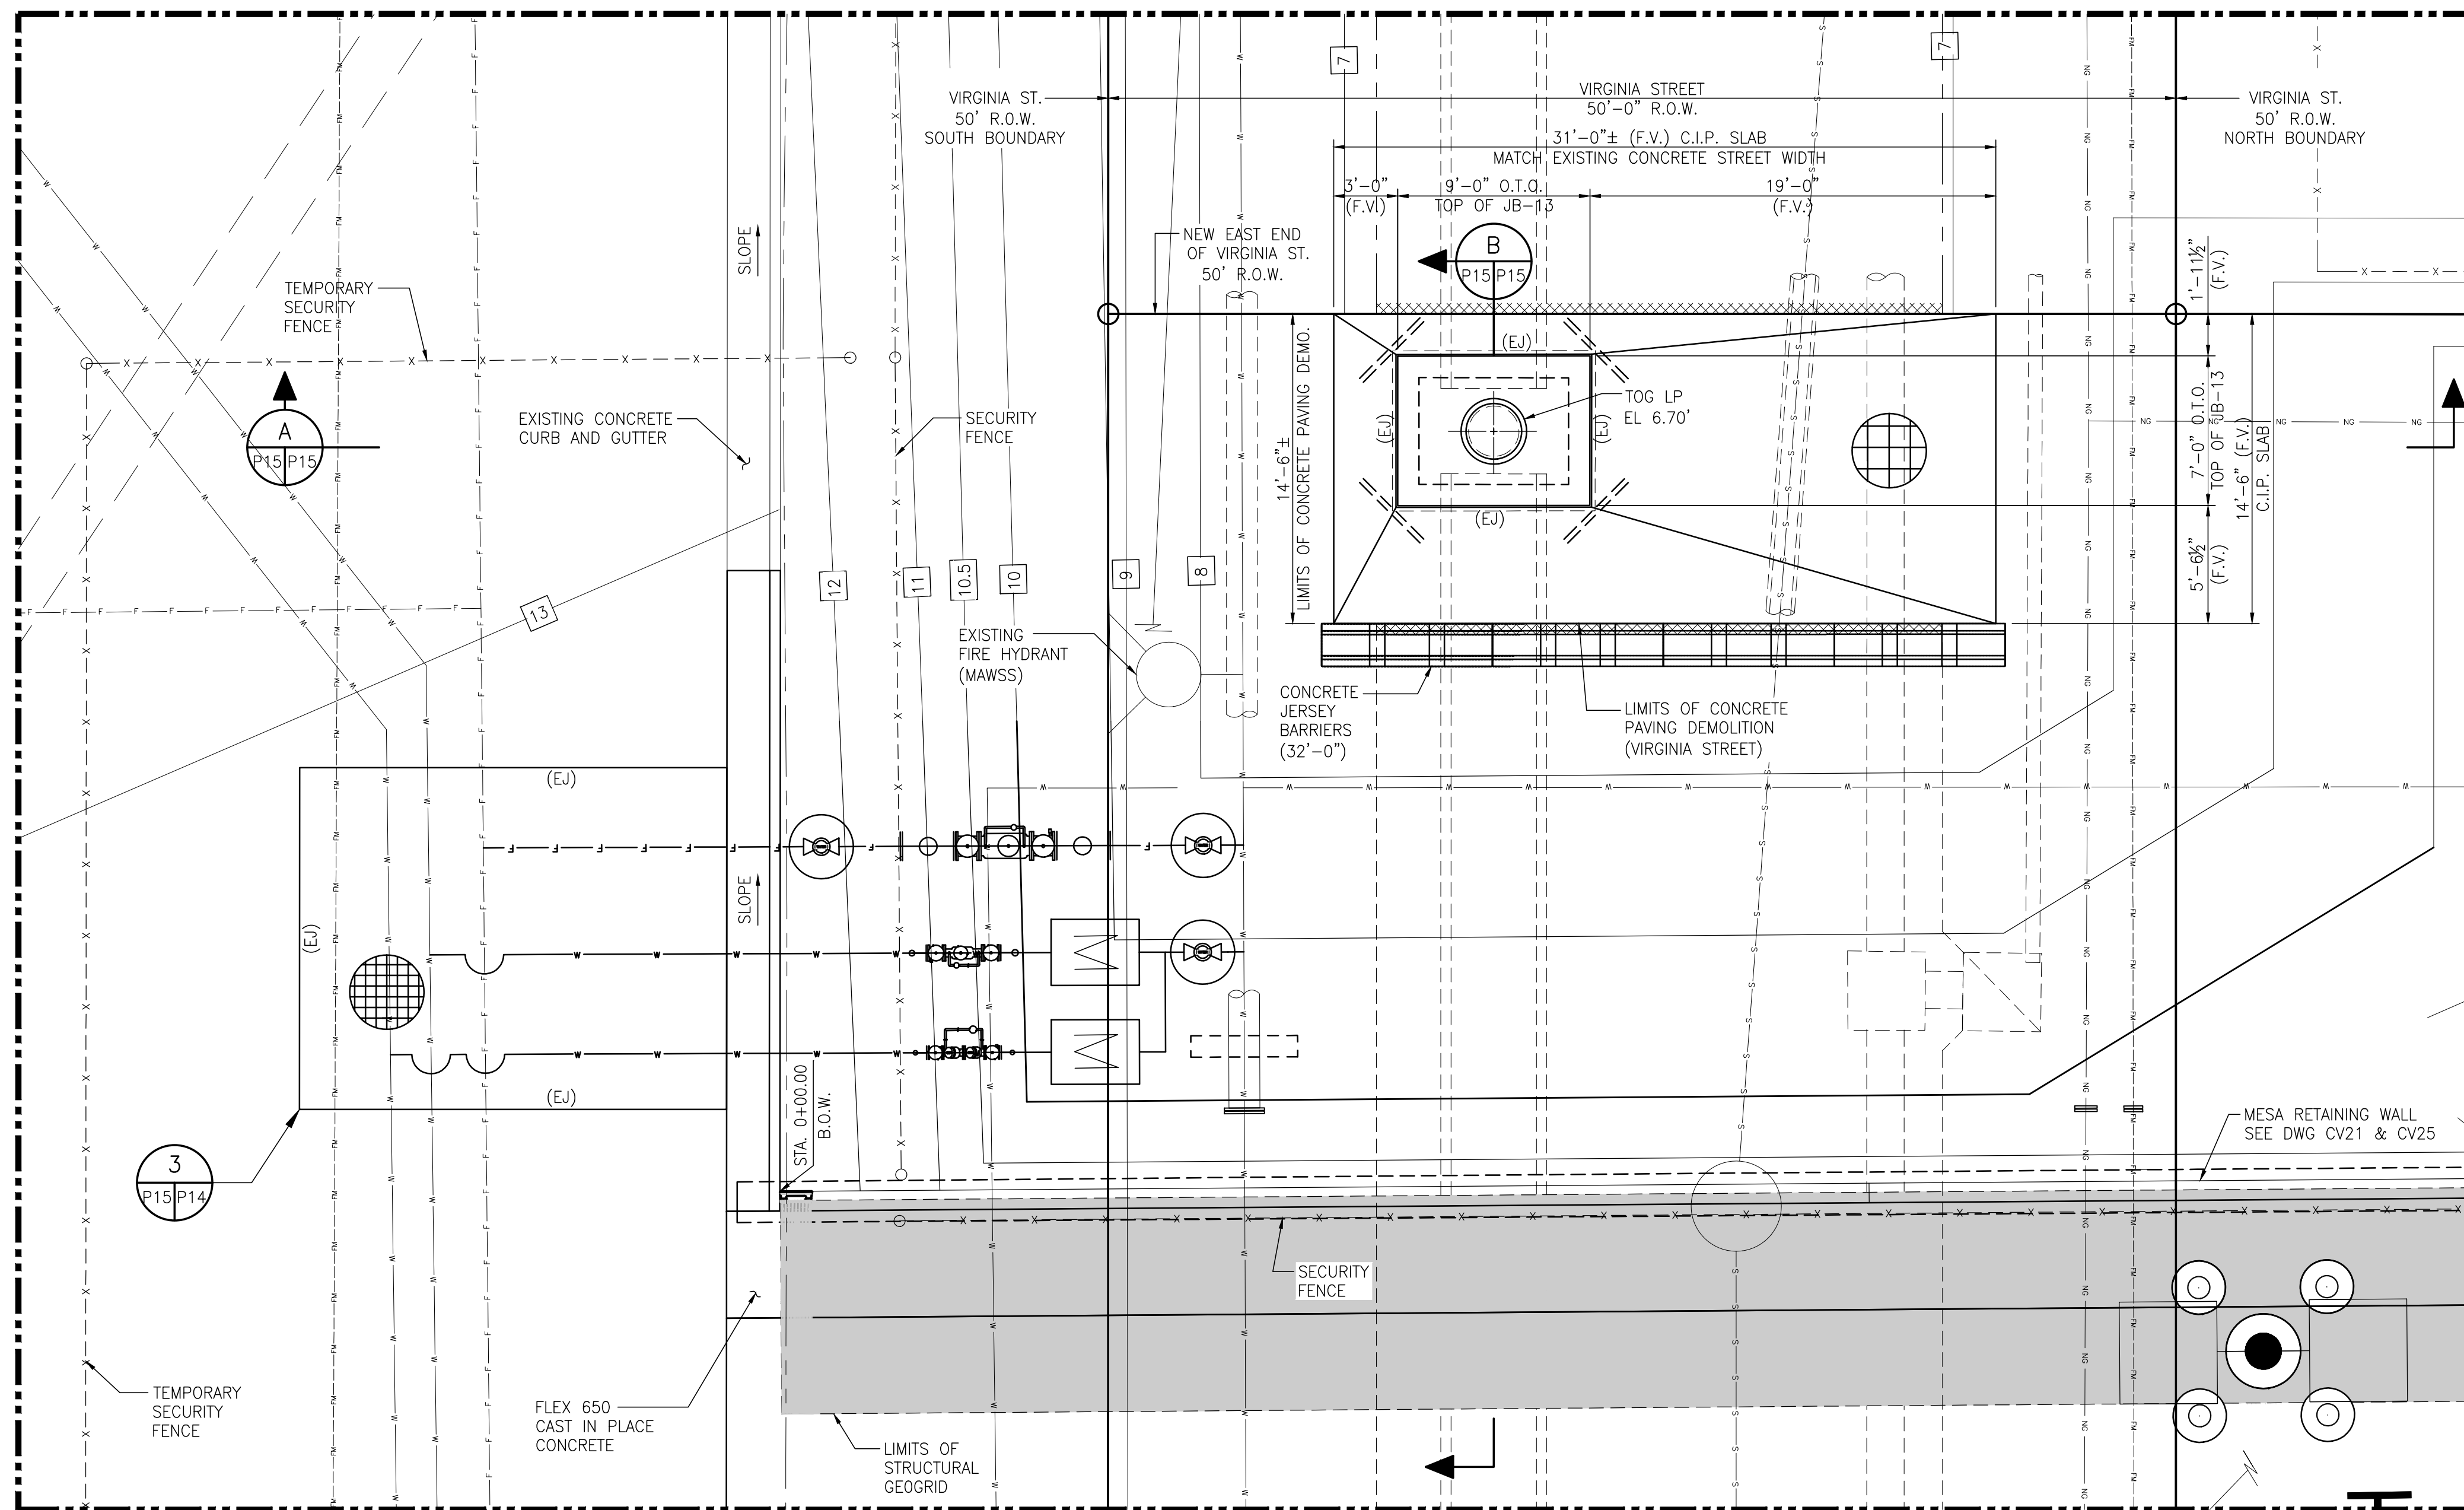 VIRGINIA ST.
50' R.O.W.
SOUTH BOUNDARY
VIRGINIA STREET
50'-0" R.O.W.
31'-0"± (F.V.) C.I.P. SLAB
MATCH EXISTING CONCRETE STREET WIDTH
3'-0"
(F.V.)
9'-0" O.T.O.
TOP OF JB-13
19'-0"
(F.V.)
7
7
VIRGINIA ST.
50' R.O.W.
NORTH BOUNDARY
NEW EAST END
OF VIRGINIA ST.
50' R.O.W.
B
P15 P15
1'-11½"
(F.V.)
SLOPE
TEMPORARY
SECURITY
FENCE
A
P15 P15
EXISTING CONCRETE
CURB AND GUTTER
SECURITY
FENCE
14'-6"±
LIMITS OF CONCRETE PAVING DEMO.
(EJ)
(EJ)
(EJ)
(EJ)
TOG LP
EL 6.70'
7'-0" O.T.O.
TOP OF JB-13
14'-6" (F.V.)
C.I.P. SLAB
5'-6½"
(F.V.)
13
12
11
10.5
10
9
8
EXISTING
FIRE HYDRANT
(MAWSS)
CONCRETE
JERSEY
BARRIERS
(32'-0")
LIMITS OF CONCRETE
PAVING DEMOLITION
(VIRGINIA STREET)
(EJ)
(EJ)
(EJ)
SLOPE
STA. 0+000.00
B.O.W.
3
P15 P14
MESA RETAINING WALL
SEE DWG CV21 & CV25
SECURITY
FENCE
TEMPORARY
SECURITY
FENCE
FLEX 650
CAST IN PLACE
CONCRETE
LIMITS OF
STRUCTURAL
GEOGRID